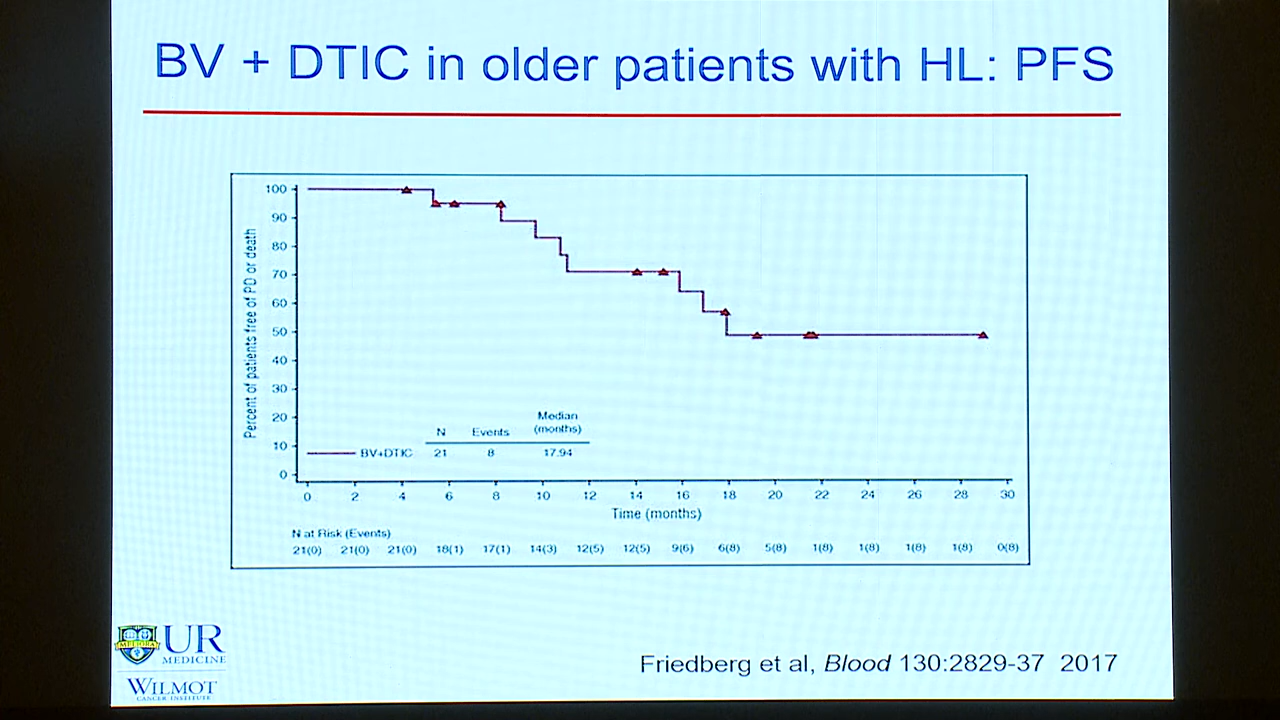 BV + DTIC in older patients with HL: PFS
Percent of patients free of PD or death
100
90
80
70
60
50
40
30
20
10
0
N Events Median (months)
BV+DTIC 21 8 17.94
0 2 4 6 8 10 12 14 16 18 20 22 24 26 28 30
Time (months)
N at Risk (Events)
21(0) 21(0) 21(0) 18(1) 17(1) 14(3) 12(5) 12(5) 9(6) 6(8) 5(8) 1(8) 1(8) 1(8) 1(8) 0(8)
MELIORA
UR
MEDICINE
WILMOT
CANCER INSTITUTE
Friedberg et al, Blood 130:2829-37 2017